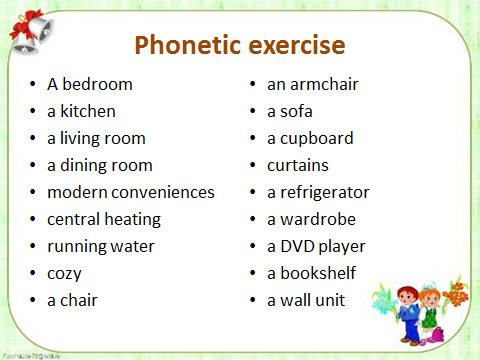 Phonetic exercise
• A bedroom
• a kitchen
• a living room
• a dining room
• modern conveniences
• central heating
• running water
• cozy
• a chair
• an armchair
• a sofa
• a cupboard
• curtains
• a refrigerator
• a wardrobe
• a DVD player
• a bookshelf
• a wall unit